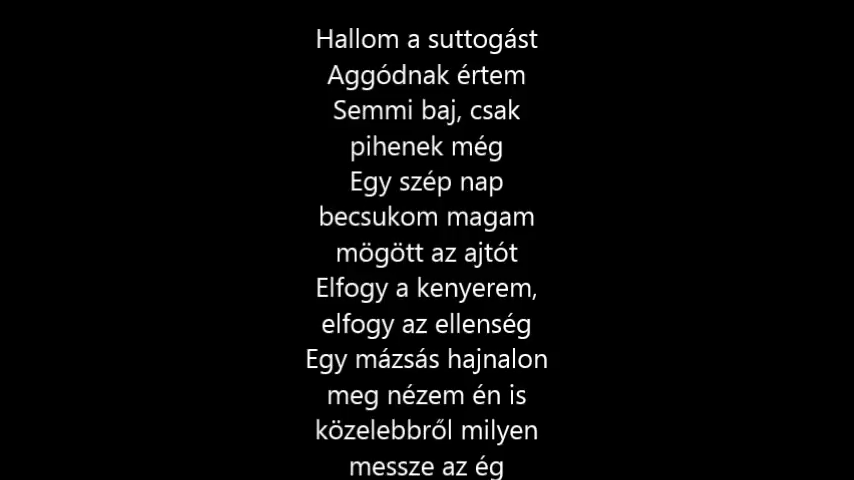 Hallom a suttogást
Aggódnak értem
Semmi baj, csak
pihenek még
Egy szép nap
becsukom magam
mögött az ajtót
Elfogy a kenyerem,
elfogy az ellenség
Egy mázsás hajnalon
meg nézem én is
közelebbről milyen
messze az ég